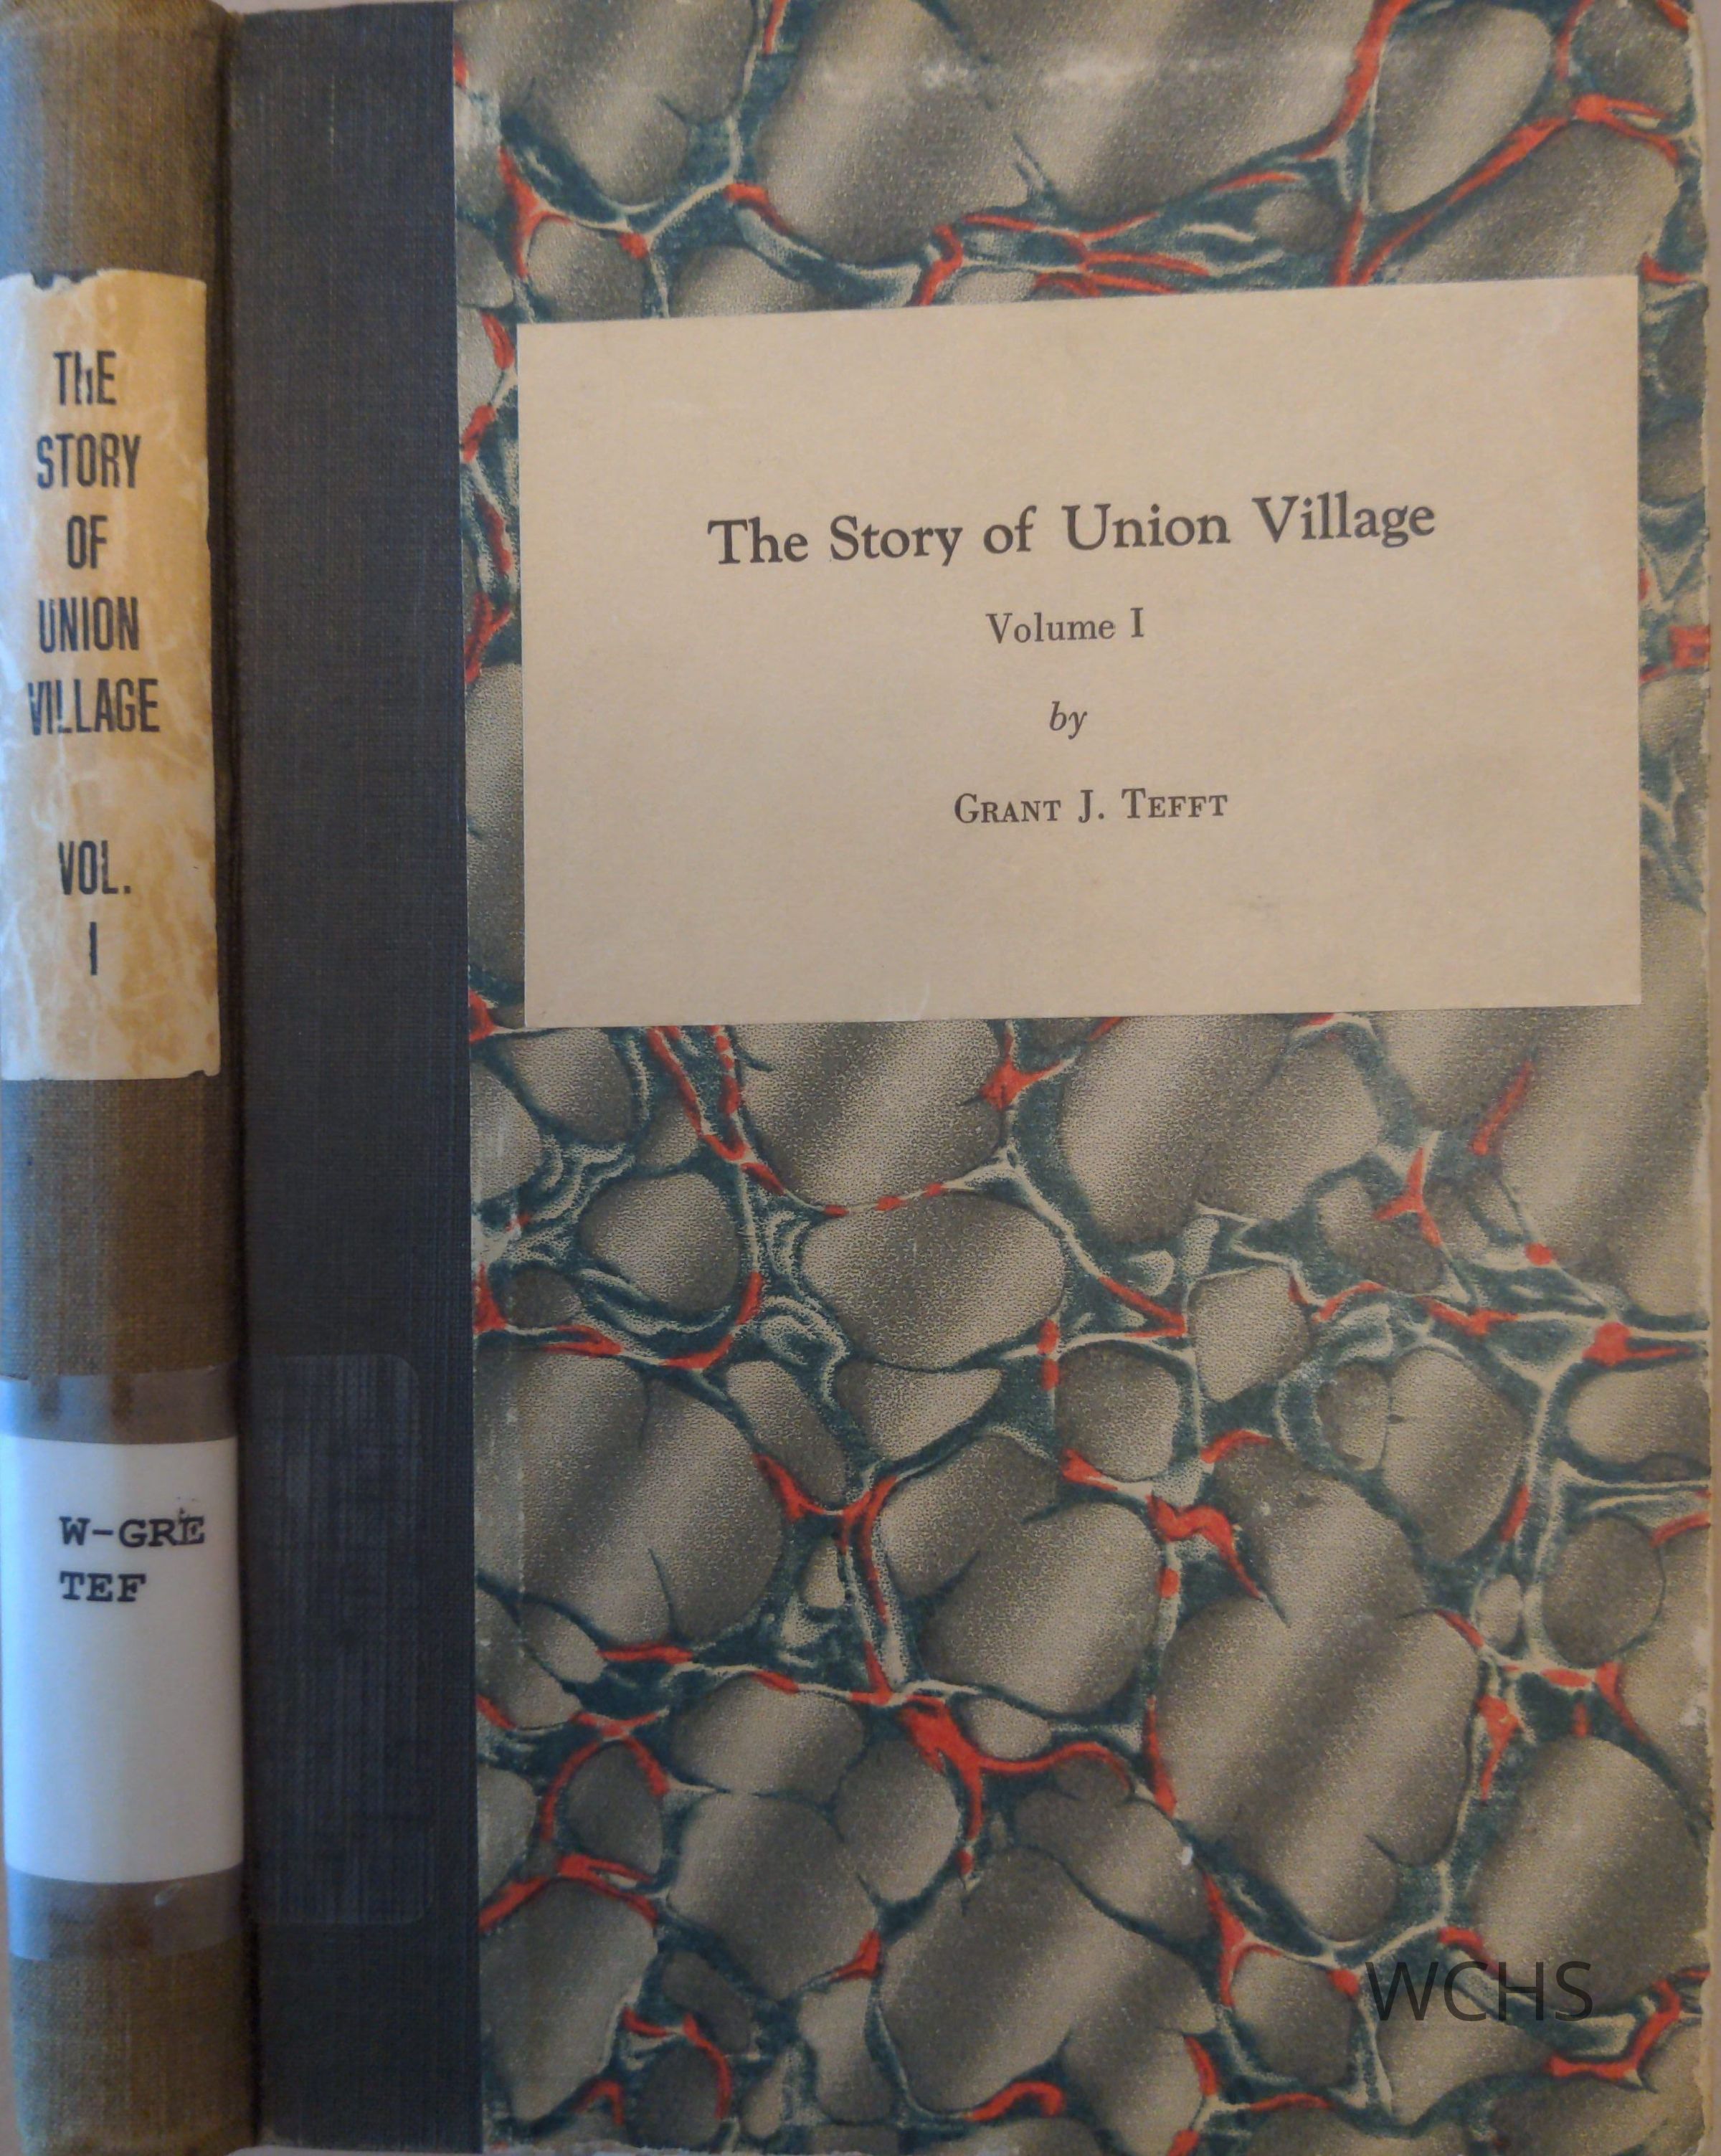 THE
STORY
OF
UNION
VILLAGE
VOL.
I
W-GRE
TEF
The Story of Union Village
Volume I
by
GRANT J. TEFFT
WCHS